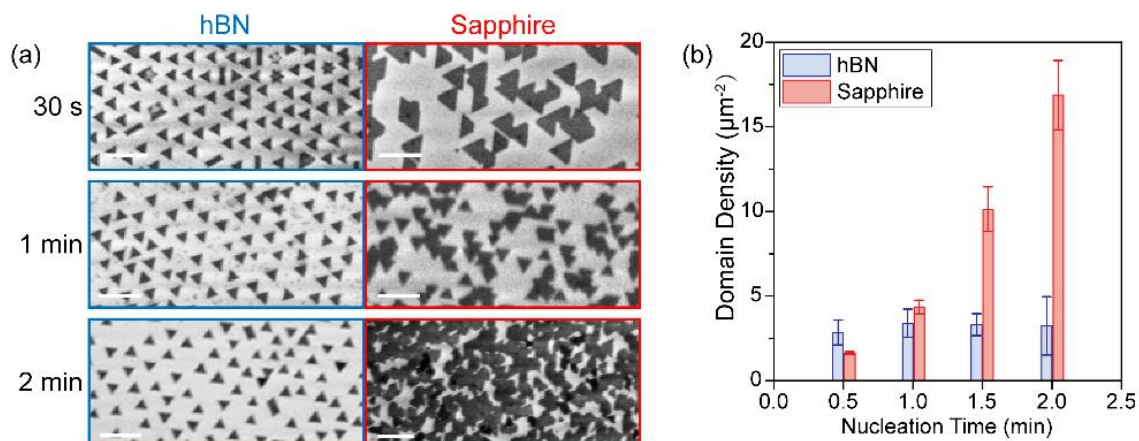 hBN Sapphire
(a)
30 s
1 min
2 min
(b)
20
15
10
5
0
Domain Density (μm⁻²)
hBN
Sapphire
0.0 0.5 1.0 1.5 2.0 2.5
Nucleation Time (min)